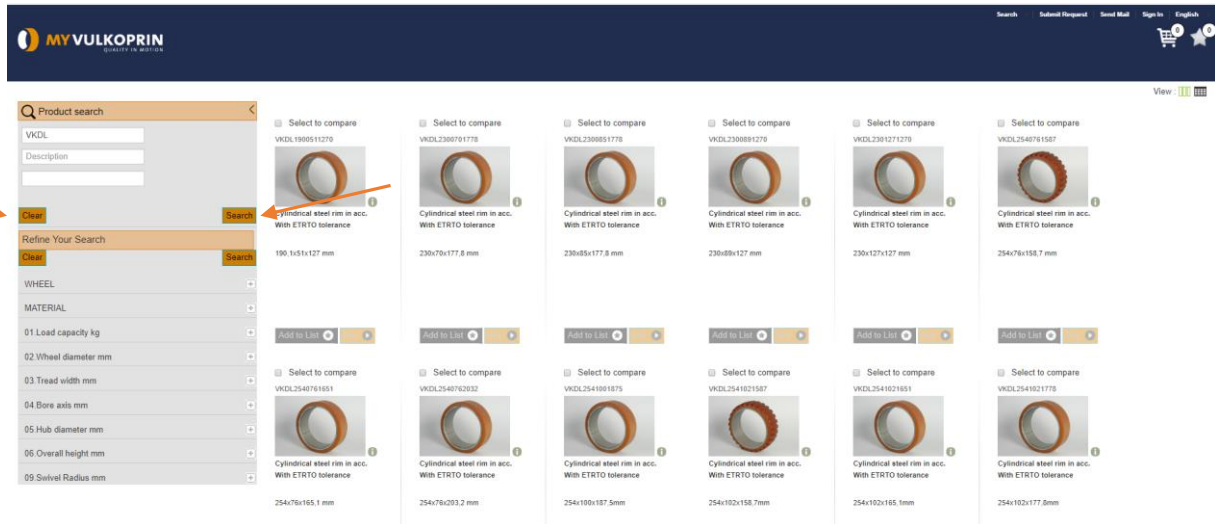 Search Submit Request Send Mail Sign In English
MYVULKOPRIN
QUALITY IN MOTION
0 0
View :
Product search
VKDL
Description
Clear Search
Refine Your Search
Clear Search
WHEEL
MATERIAL
01.Load capacity kg
02.Wheel diameter mm
03.Tread width mm
04.Bore axis mm
05.Hub diameter mm
06.Overall height mm
09.Swivel Radius mm
Select to compare Select to compare Select to compare Select to compare Select to compare Select to compare
VKDL1900511270 VKDL2300701778 VKDL2300851778 VKDL2300891270 VKDL2301271270 VKDL2540761587
Cylindrical steel rim in acc. Cylindrical steel rim in acc. Cylindrical steel rim in acc. Cylindrical steel rim in acc. Cylindrical steel rim in acc. Cylindrical steel rim in acc.
With ETRTO tolerance With ETRTO tolerance With ETRTO tolerance With ETRTO tolerance With ETRTO tolerance With ETRTO tolerance
190,1x51x127 mm 230x70x177,8 mm 230x85x177,8 mm 230x89x127 mm 230x127x127 mm 254x76x158,7 mm
Add to List Add to List Add to List Add to List Add to List Add to List
Select to compare Select to compare Select to compare Select to compare Select to compare Select to compare
VKDL2540761651 VKDL2540762032 VKDL2541001875 VKDL2541021587 VKDL2541021651 VKDL2541021778
Cylindrical steel rim in acc. Cylindrical steel rim in acc. Cylindrical steel rim in acc. Cylindrical steel rim in acc. Cylindrical steel rim in acc. Cylindrical steel rim in acc.
With ETRTO tolerance With ETRTO tolerance With ETRTO tolerance With ETRTO tolerance With ETRTO tolerance With ETRTO tolerance
254x76x165,1 mm 254x76x203,2 mm 254x100x187,5mm 254x102x158,7mm 254x102x165,1mm 254x102x177,8mm